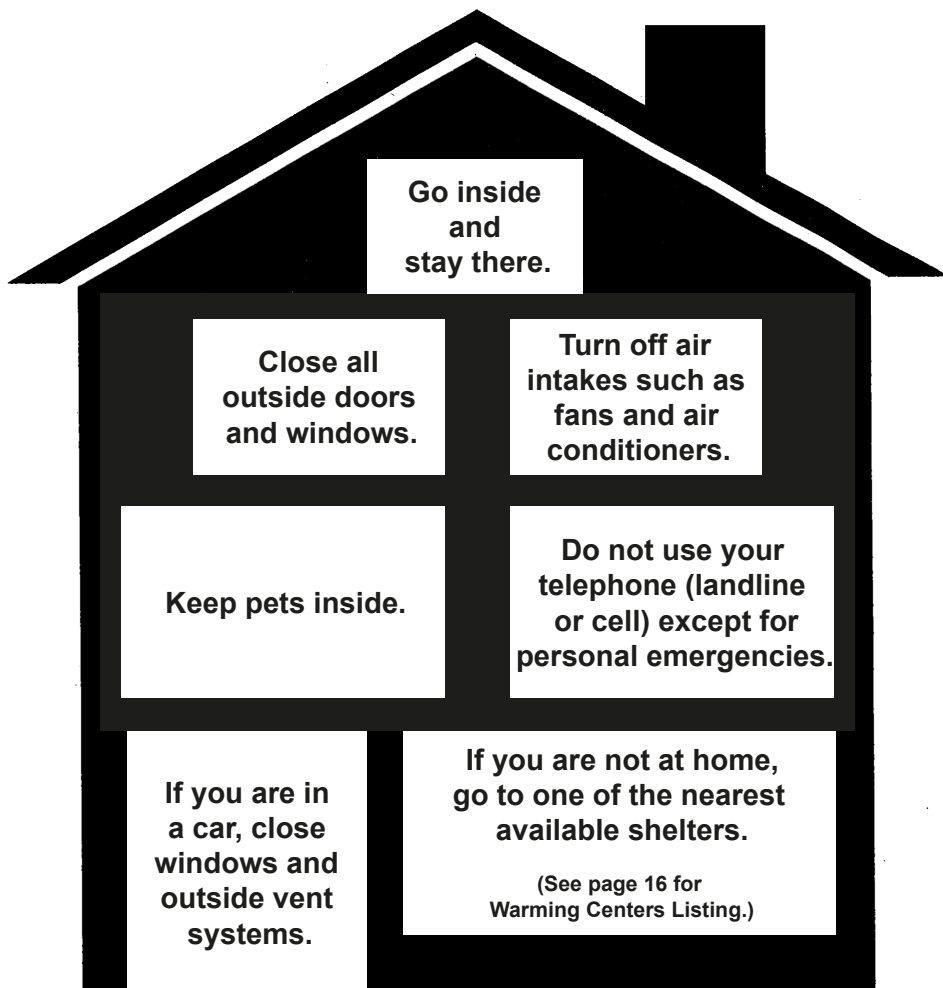 Go inside
and
stay there.
Close all
outside doors
and windows.
Turn off air
intakes such as
fans and air
conditioners.
Keep pets inside.
Do not use your
telephone (landline
or cell) except for
personal emergencies.
If you are in
a car, close
windows and
outside vent
systems.
If you are not at home,
go to one of the nearest
available shelters.
(See page 16 for
Warming Centers Listing.)